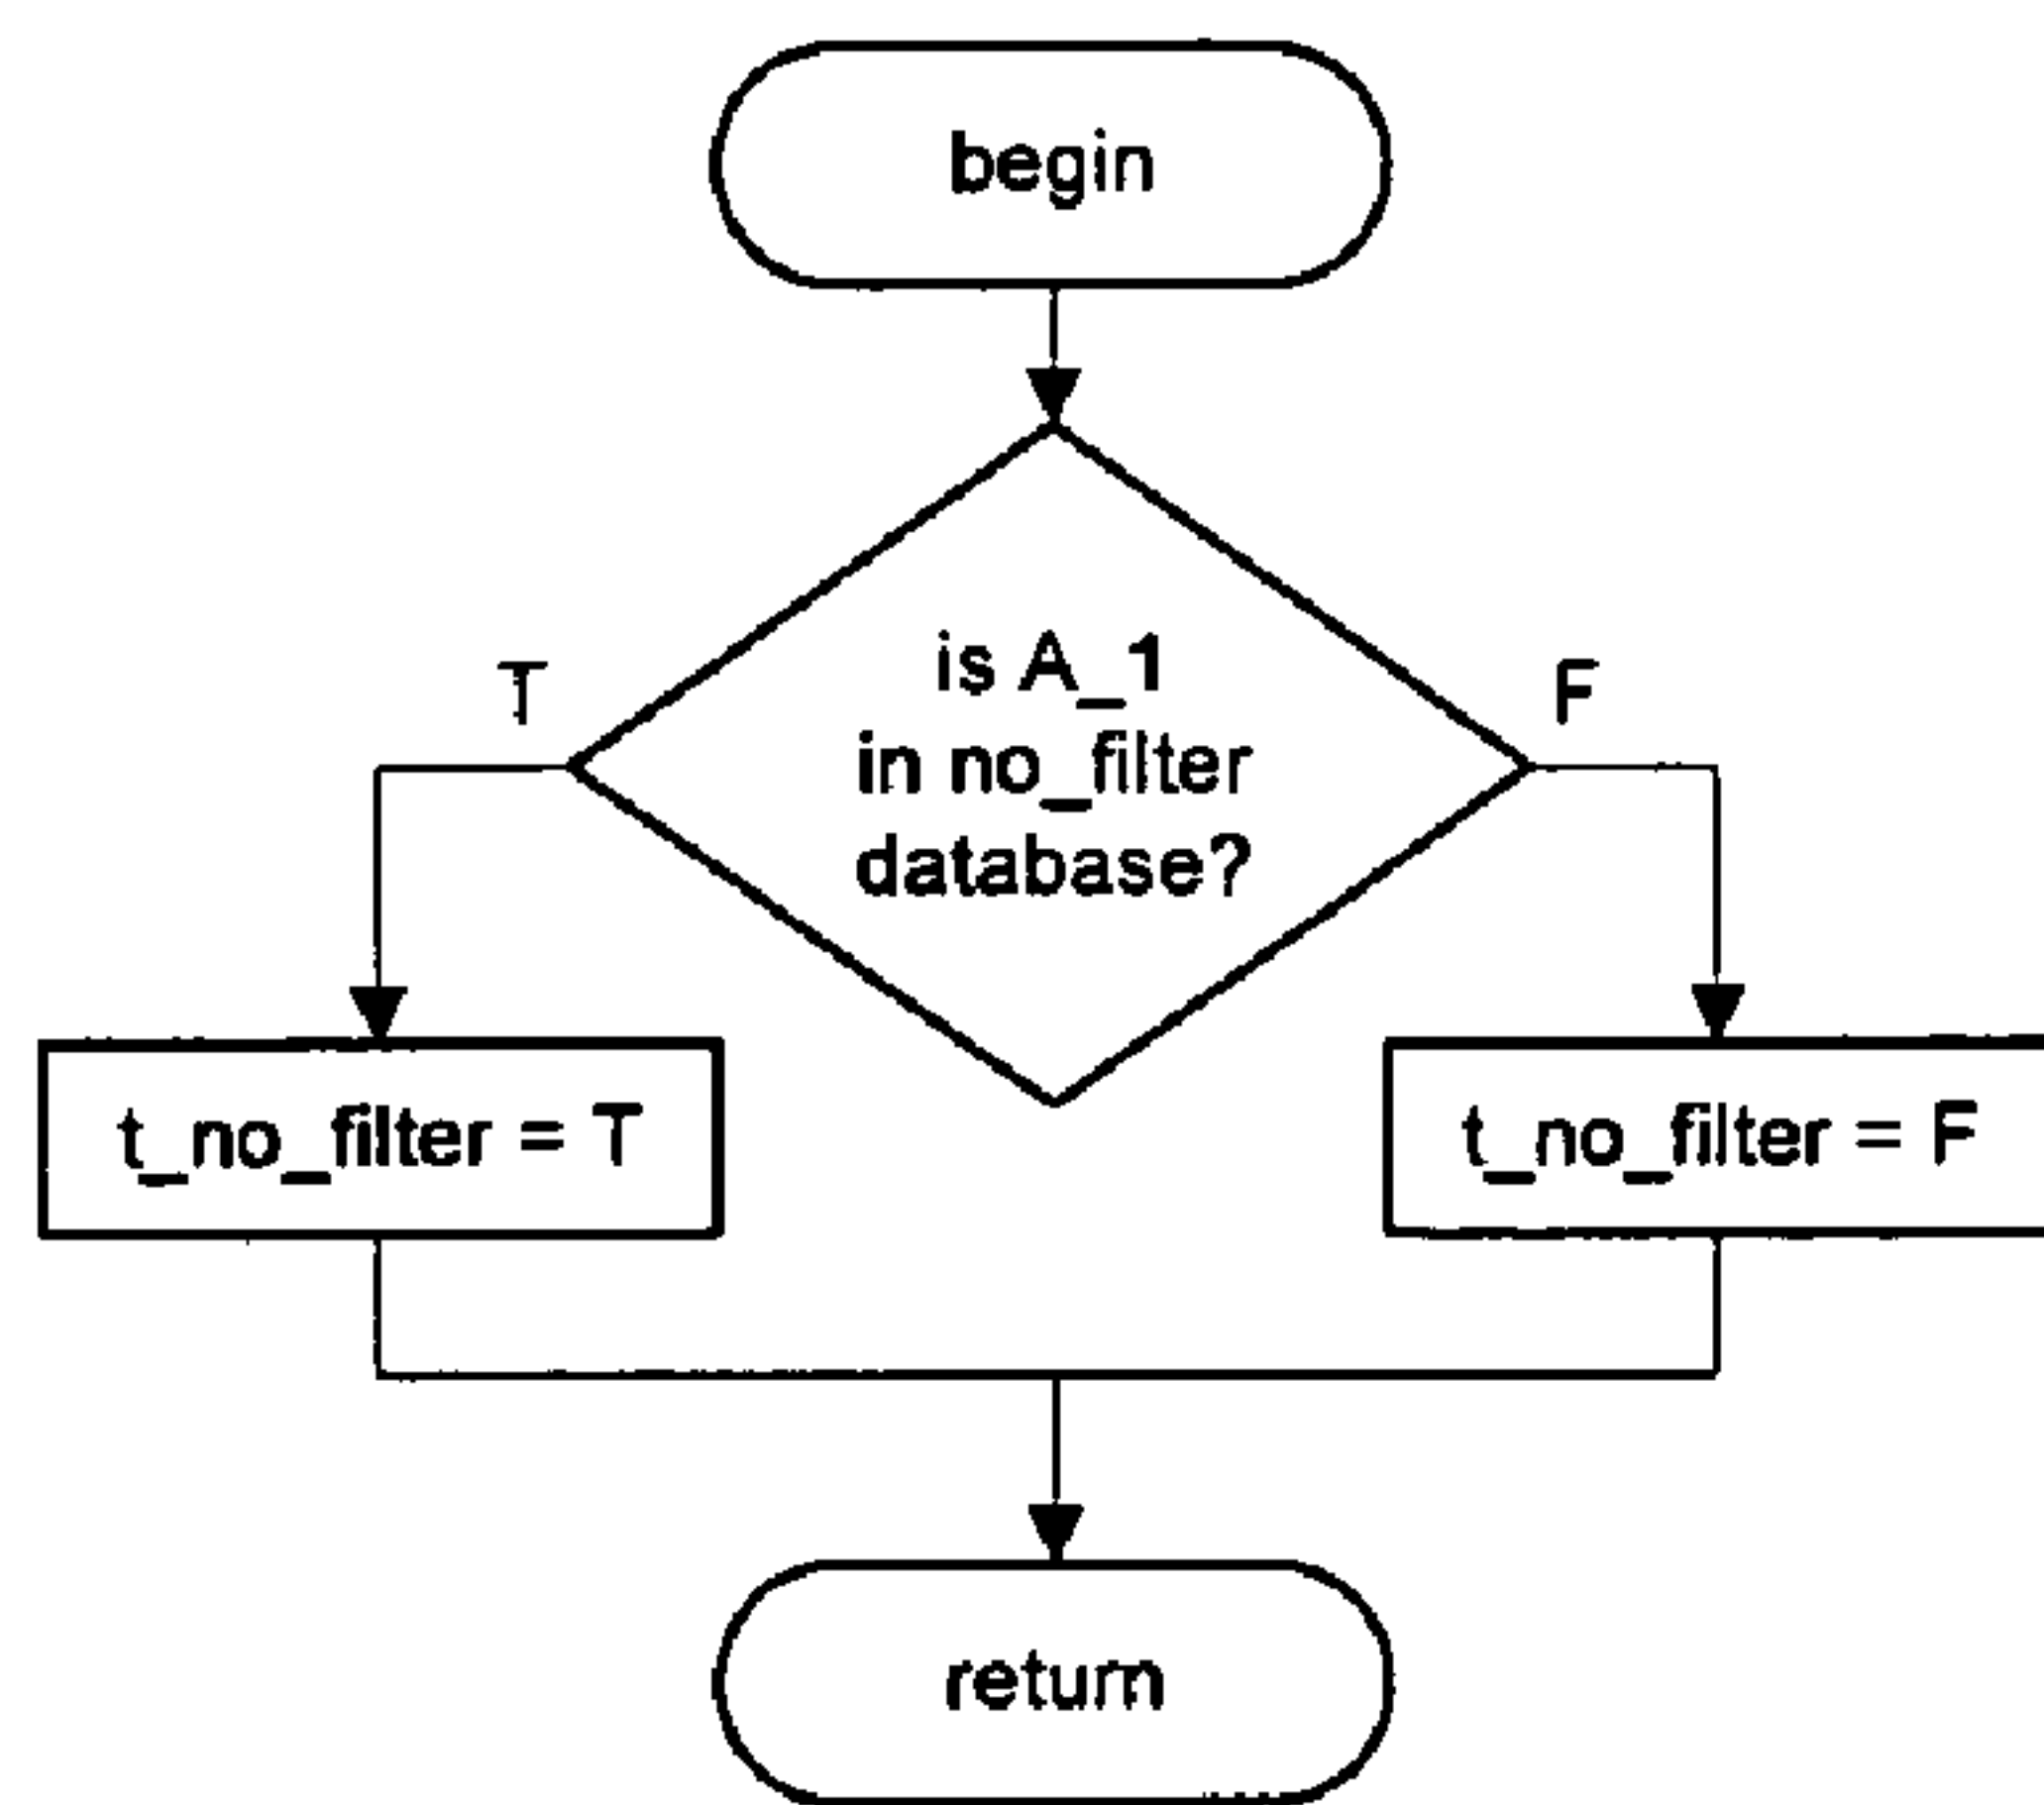 begin
is A_1
in no_filter
database?
T
F
t_no_filter = T
t_no_filter = F
return